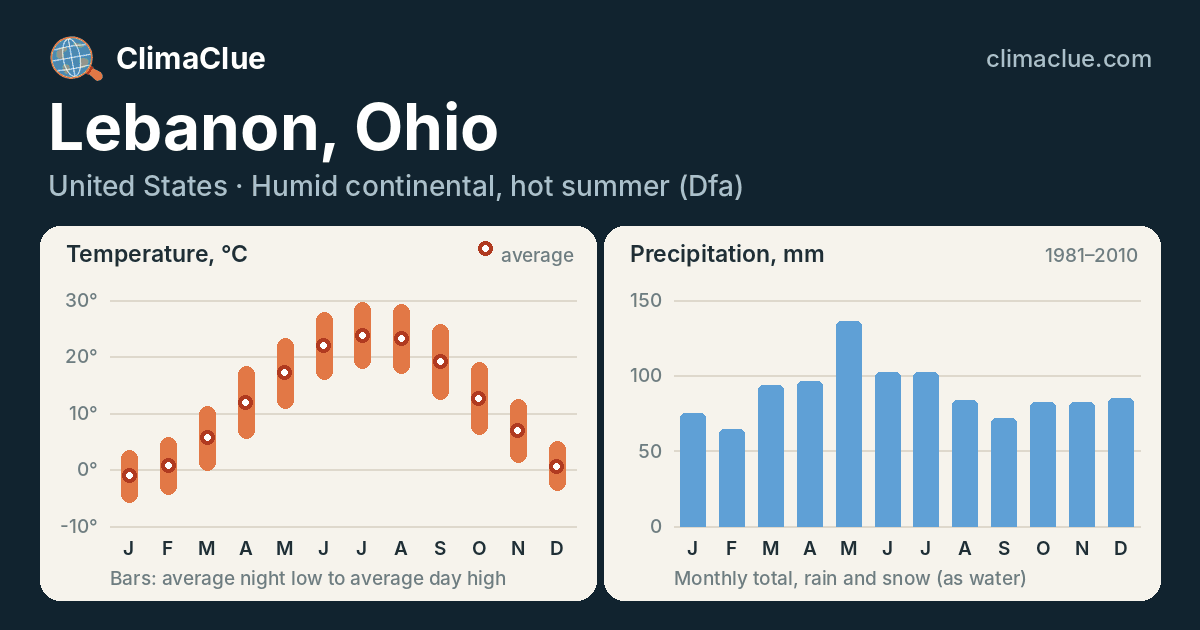 ClimaClue
climaclue.com
Lebanon, Ohio
United States · Humid continental, hot summer (Dfa)
Temperature, °C
average
30°
20°
10°
0°
-10°
J F M A M J J A S O N D
Bars: average night low to average day high
Precipitation, mm
1981–2010
150
100
50
0
J F M A M J J A S O N D
Monthly total, rain and snow (as water)